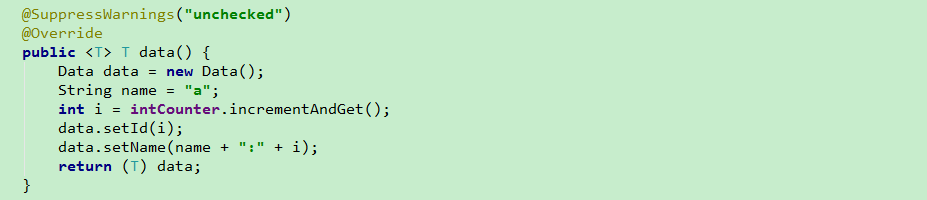 @SuppressWarnings("unchecked")
@Override
public <T> T data() {
    Data data = new Data();
    String name = "a";
    int i = intCounter.incrementAndGet();
    data.setId(i);
    data.setName(name + ":" + i);
    return (T) data;
}